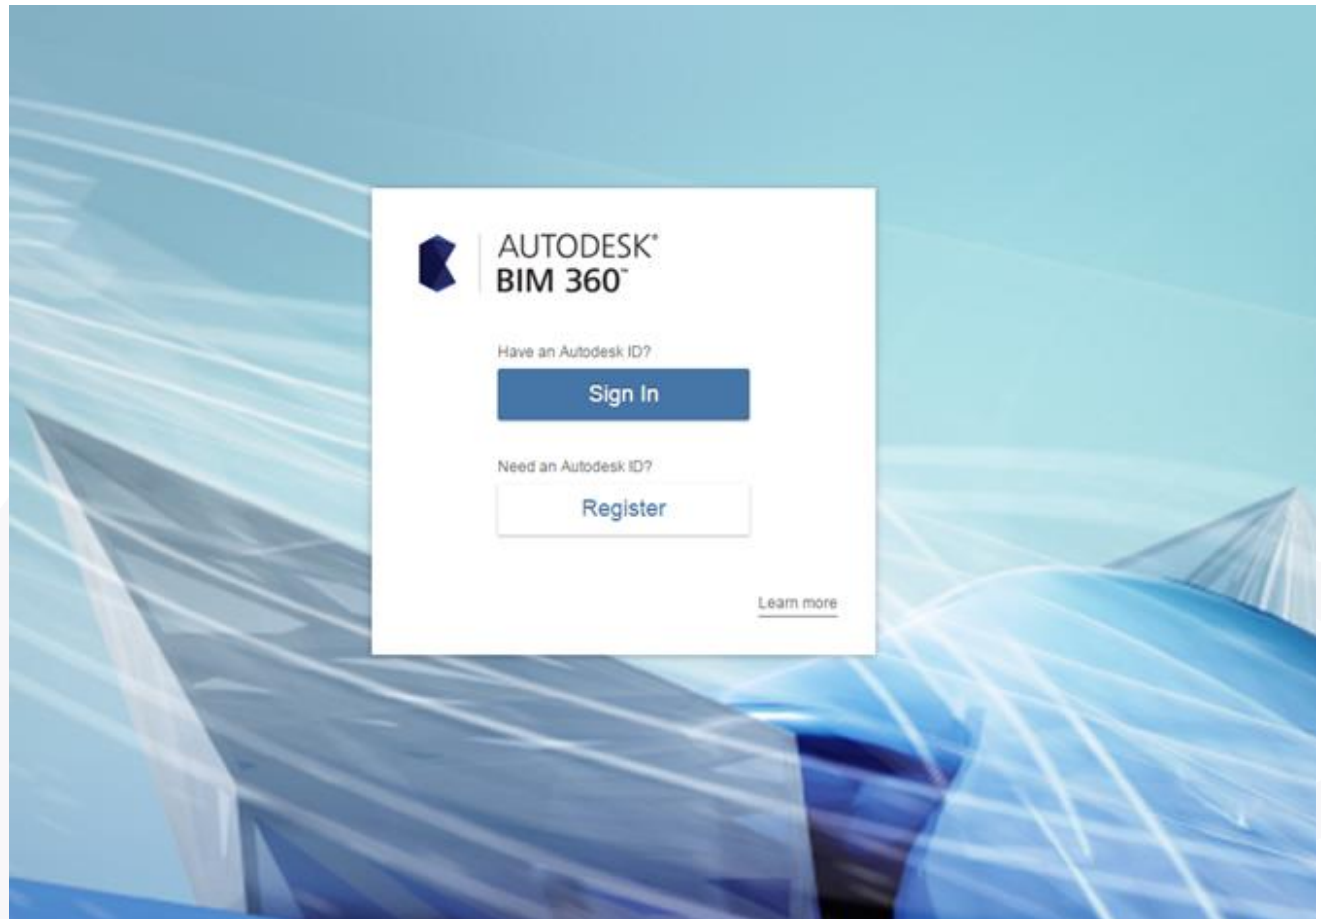 AUTODESK®
BIM 360™
Have an Autodesk ID?
Sign In
Need an Autodesk ID?
Register
Learn more